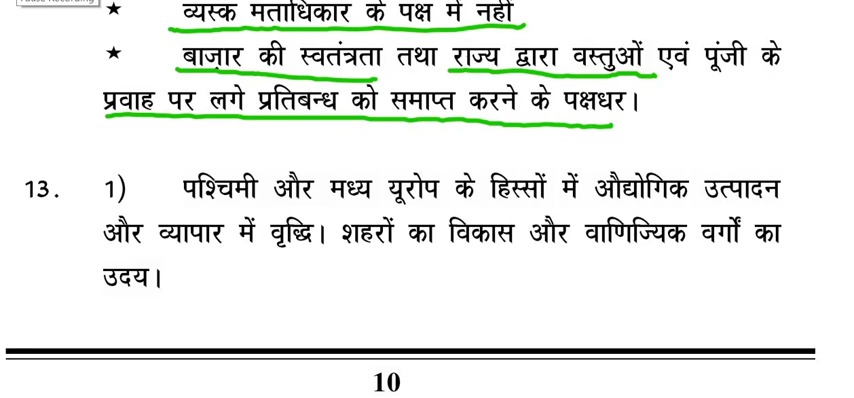 ★ व्यस्क मताधिकार के पक्ष में नहीं
★ बाज़ार की स्वतंत्रता तथा राज्य द्वारा वस्तुओं एवं पूंजी के
प्रवाह पर लगे प्रतिबन्ध को समाप्त करने के पक्षधर।
13. 1) पश्चिमी और मध्य यूरोप के हिस्सों में औद्योगिक उत्पादन
और व्यापार में वृद्धि। शहरों का विकास और वाणिज्यिक वर्गों का
उदय।
10